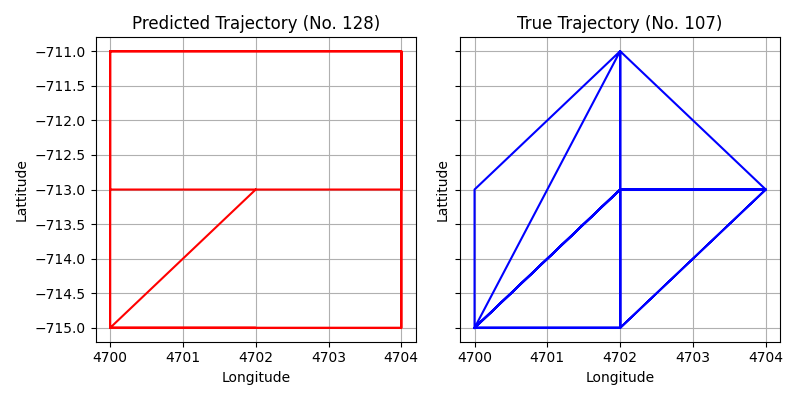 Predicted Trajectory (No. 128)
True Trajectory (No. 107)
−711.0
−711.5
−712.0
−712.5
−713.0
−713.5
−714.0
−714.5
−715.0
Lattitude
Lattitude
4700 4701 4702 4703 4704
4700 4701 4702 4703 4704
Longitude
Longitude